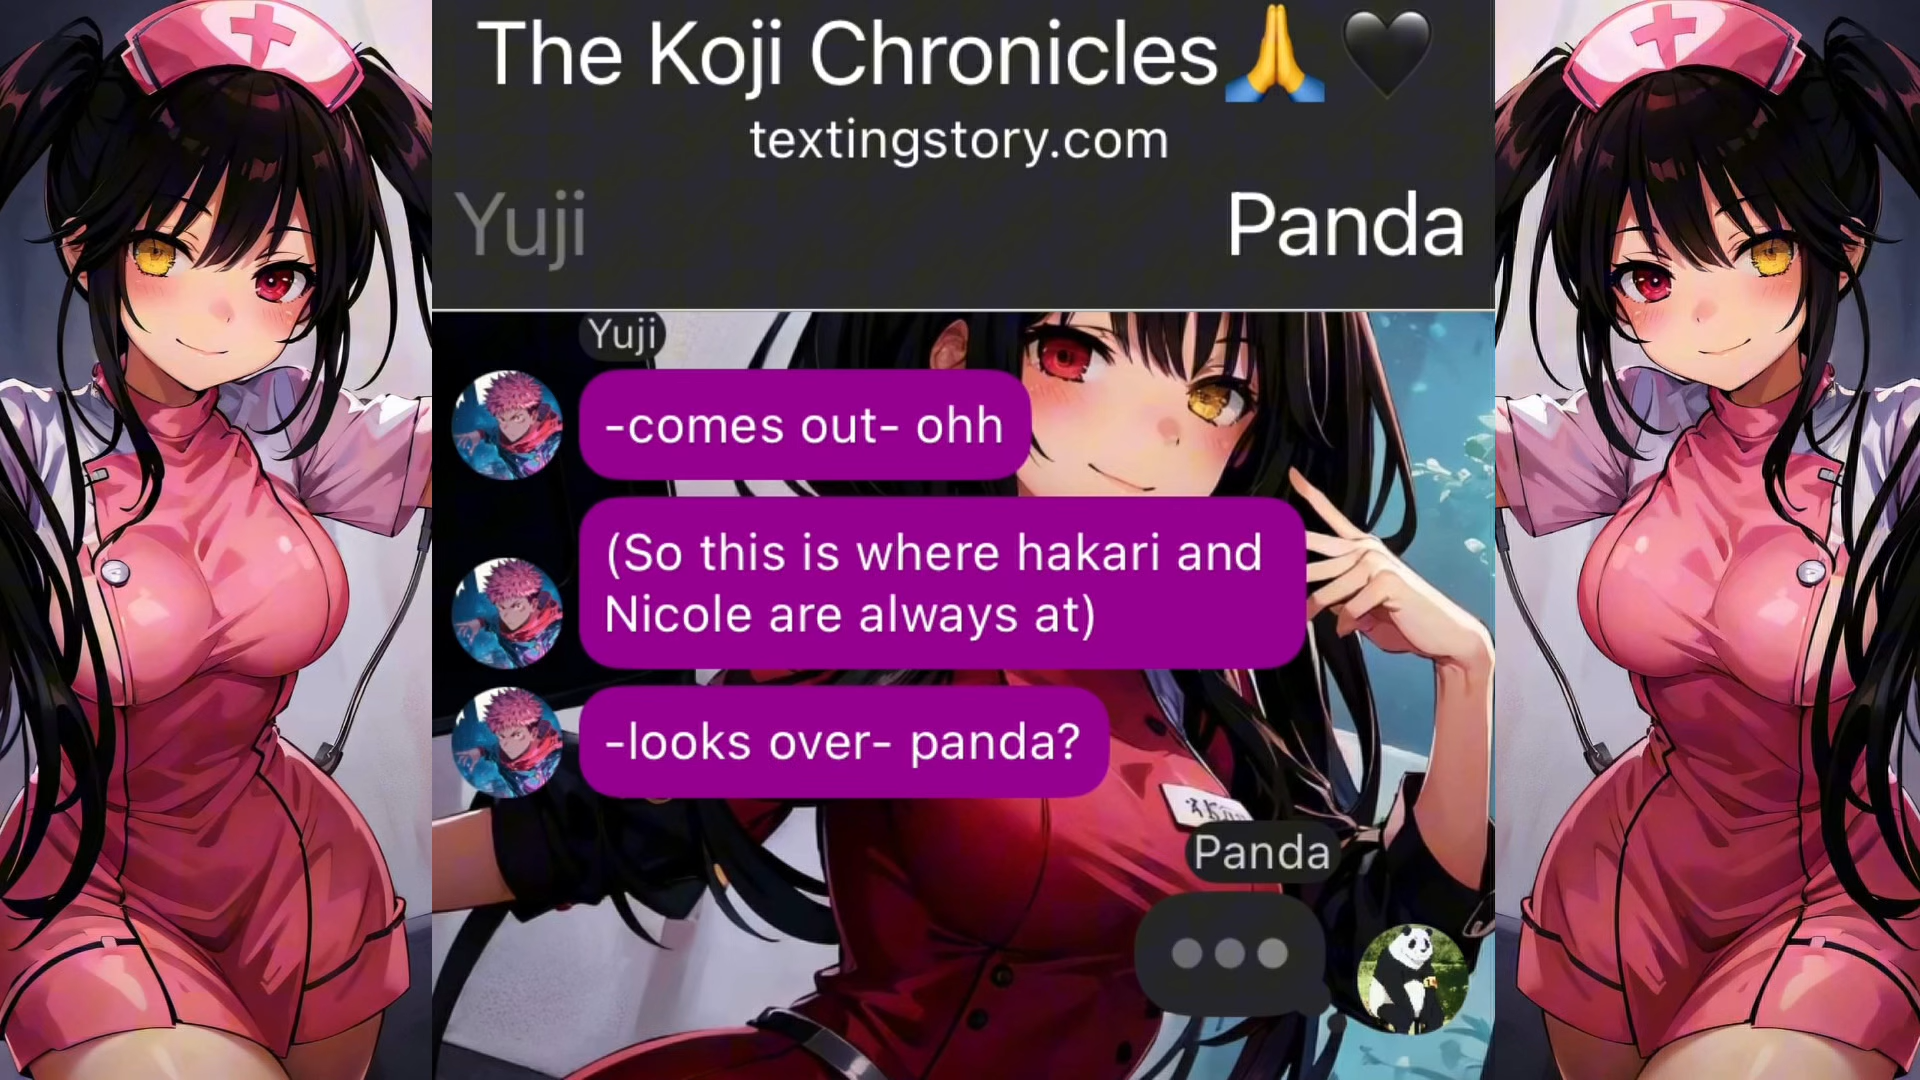 The Koji Chronicles🙏🖤
textingstory.com
Yuji
Panda
Yuji
-comes out- ohh
(So this is where hakari and
Nicole are always at)
-looks over- panda?
Panda